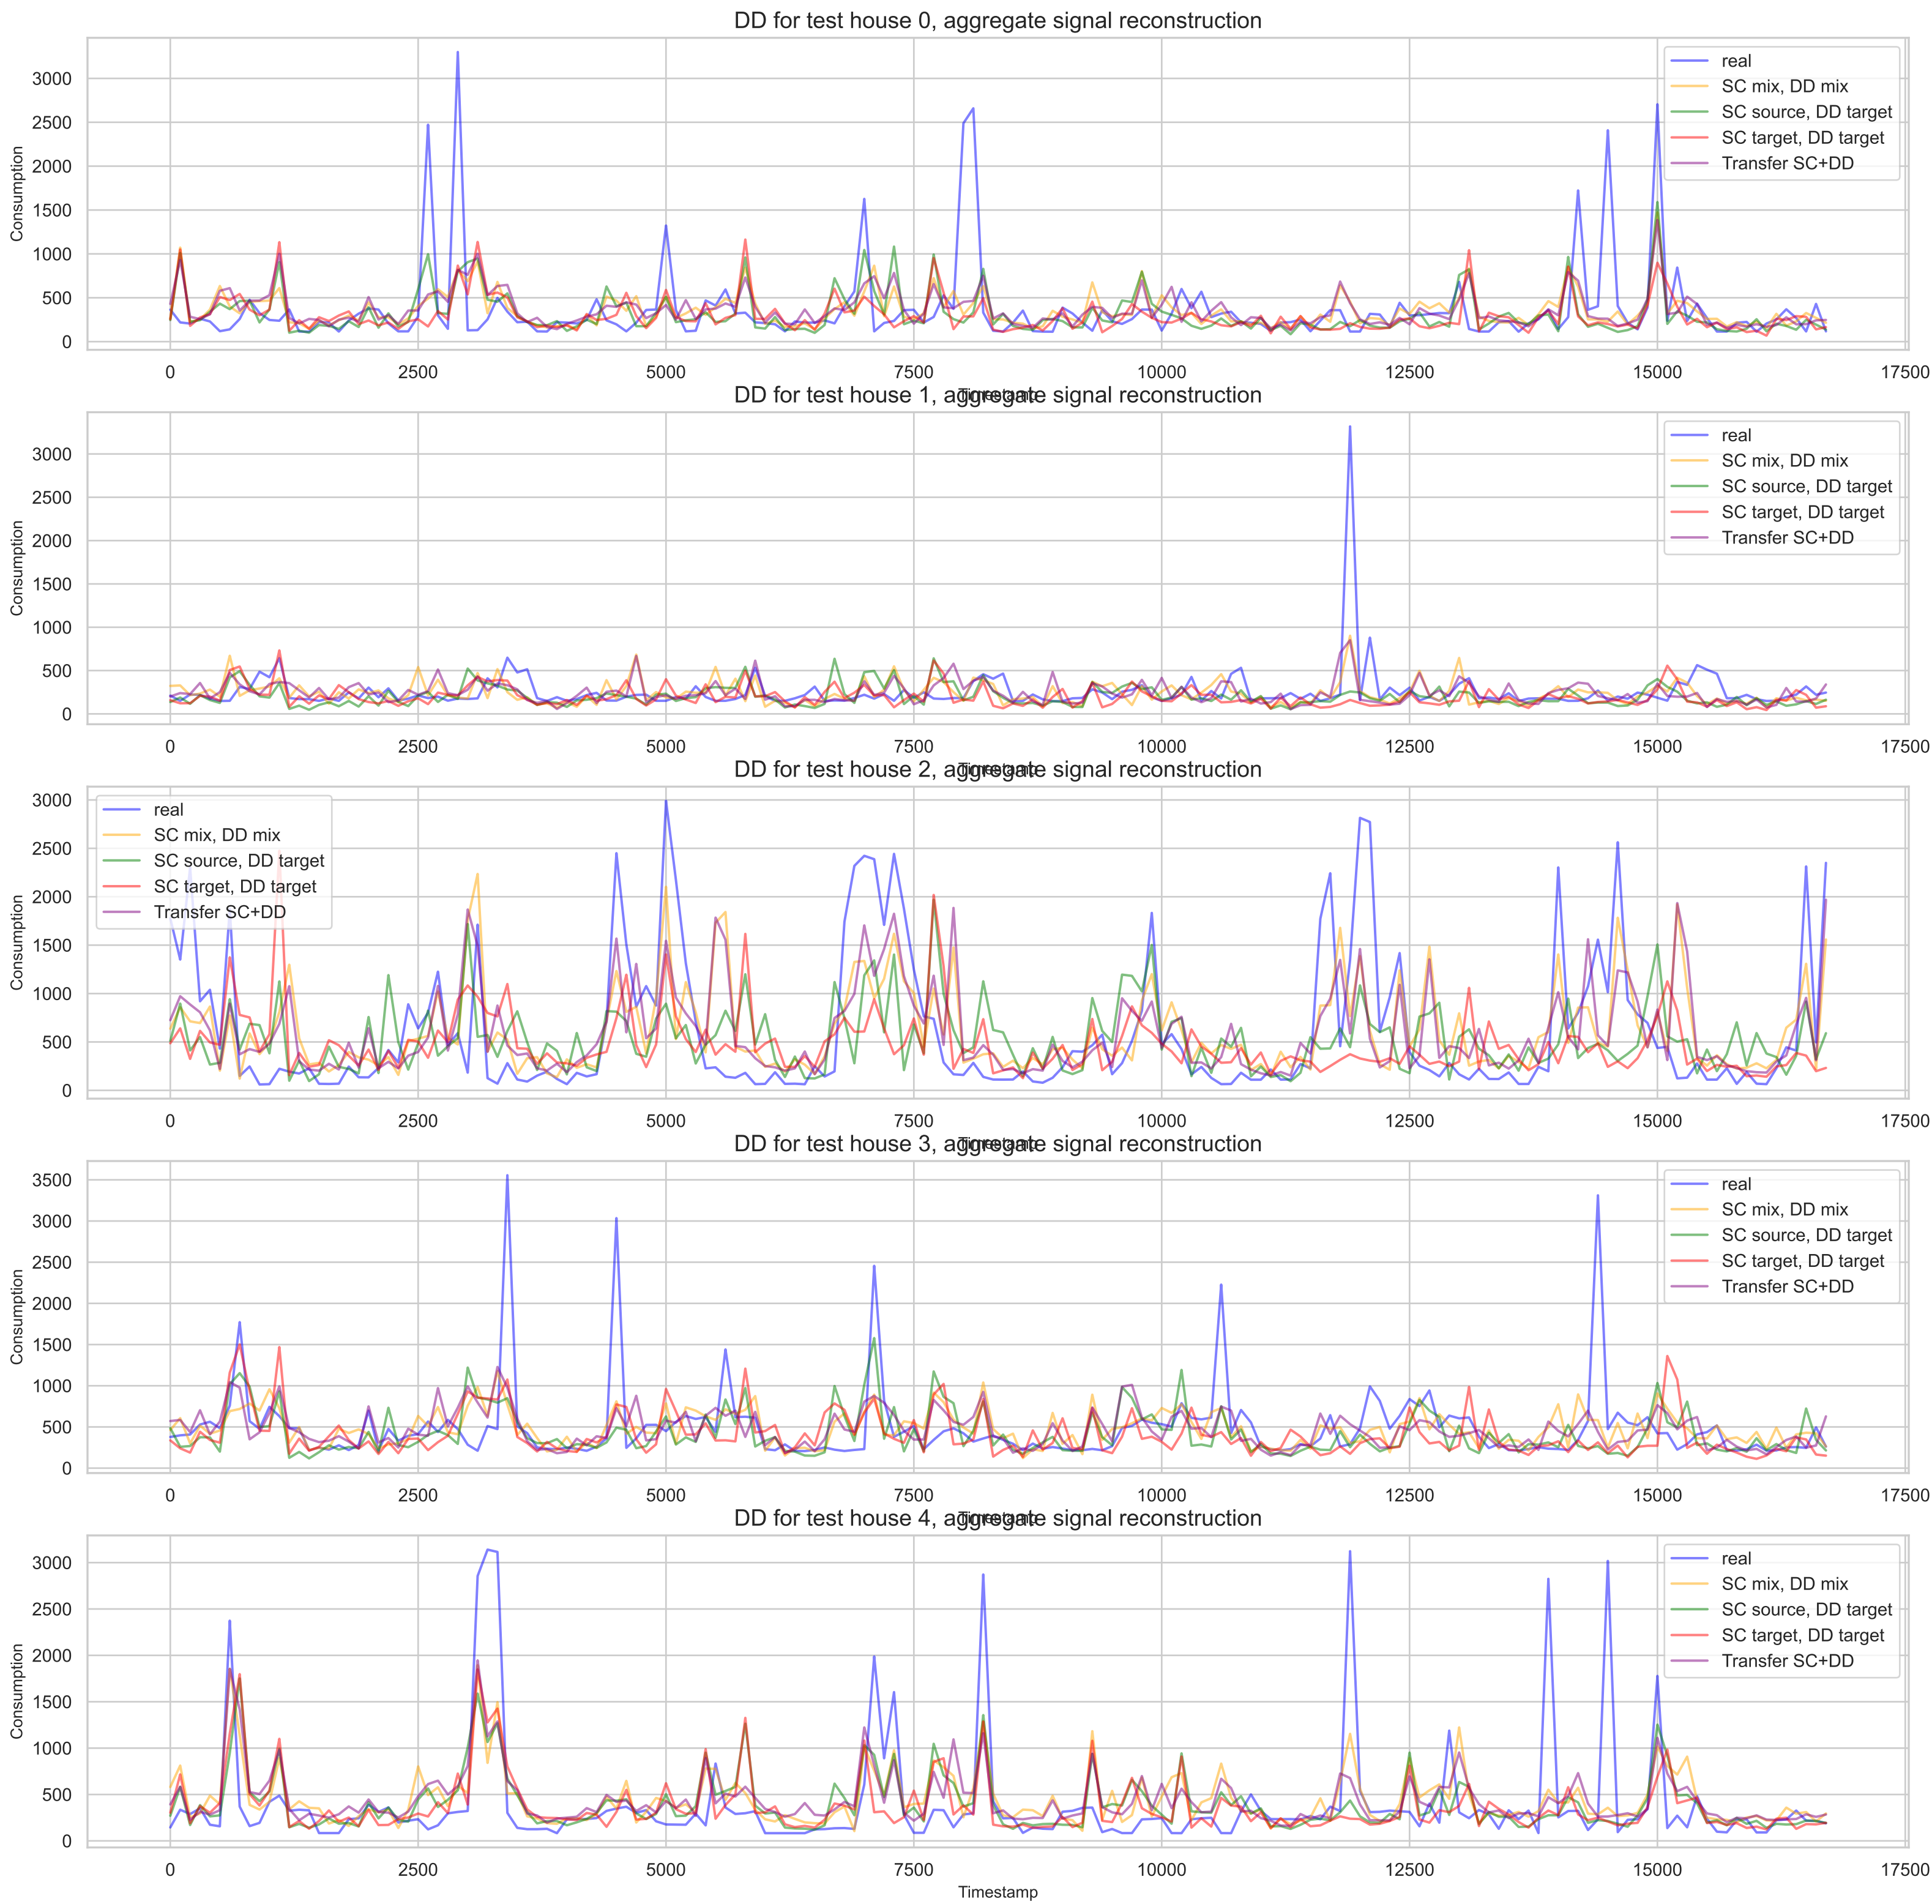 DD for test house 0, aggregate signal reconstruction
Consumption
3000
2500
2000
1500
1000
500
0
real
SC mix, DD mix
SC source, DD target
SC target, DD target
Transfer SC+DD
0 2500 5000 7500 10000 12500 15000 17500
Timestamp
DD for test house 1, aggregate signal reconstruction
Consumption
3000
2500
2000
1500
1000
500
0
real
SC mix, DD mix
SC source, DD target
SC target, DD target
Transfer SC+DD
0 2500 5000 7500 10000 12500 15000 17500
Timestamp
DD for test house 2, aggregate signal reconstruction
Consumption
3000
2500
2000
1500
1000
500
0
real
SC mix, DD mix
SC source, DD target
SC target, DD target
Transfer SC+DD
0 2500 5000 7500 10000 12500 15000 17500
Timestamp
DD for test house 3, aggregate signal reconstruction
Consumption
3500
3000
2500
2000
1500
1000
500
0
real
SC mix, DD mix
SC source, DD target
SC target, DD target
Transfer SC+DD
0 2500 5000 7500 10000 12500 15000 17500
Timestamp
DD for test house 4, aggregate signal reconstruction
Consumption
3000
2500
2000
1500
1000
500
0
real
SC mix, DD mix
SC source, DD target
SC target, DD target
Transfer SC+DD
0 2500 5000 7500 10000 12500 15000 17500
Timestamp